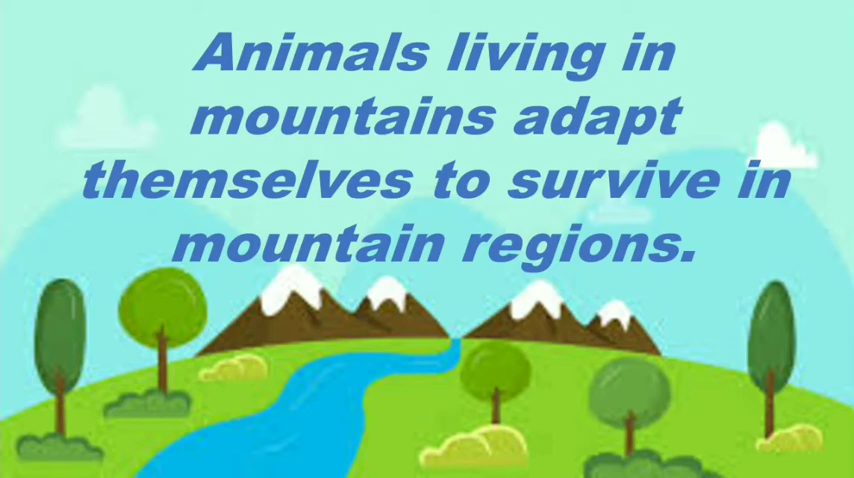 Animals living in
mountains adapt
themselves to survive in
mountain regions.